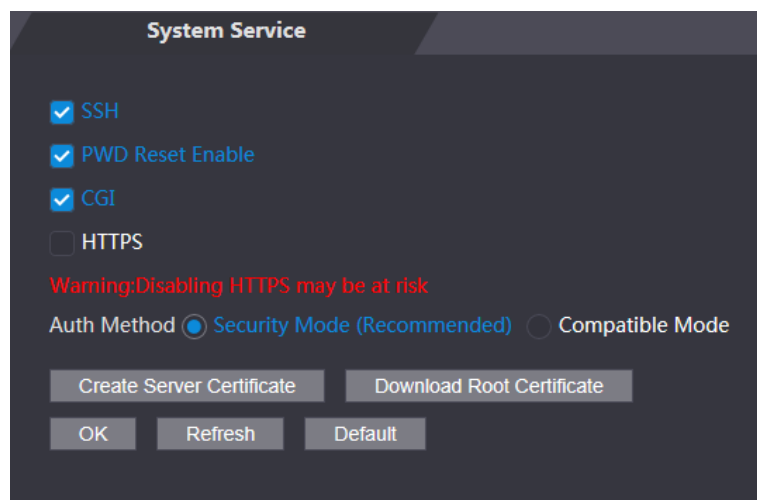 System Service
SSH
PWD Reset Enable
CGI
HTTPS
Warning:Disabling HTTPS may be at risk
Auth Method Security Mode (Recommended) Compatible Mode
Create Server Certificate Download Root Certificate
OK Refresh Default